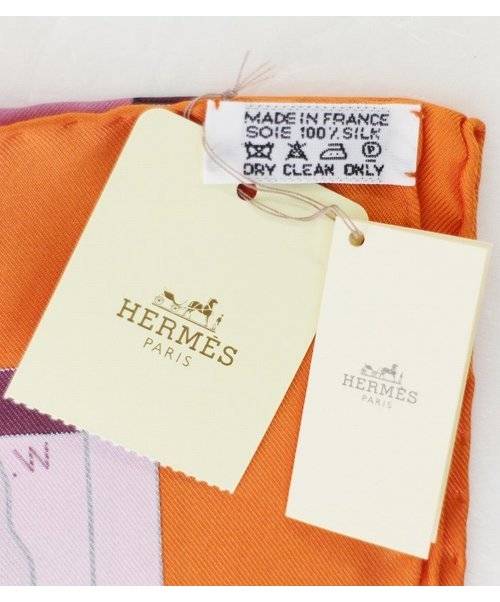 MADE IN FRANCE
SOIE 100% SILK
P
DRY CLEAN ONLY
HERMÈS
PARIS
HERMÈS
PARIS
W.